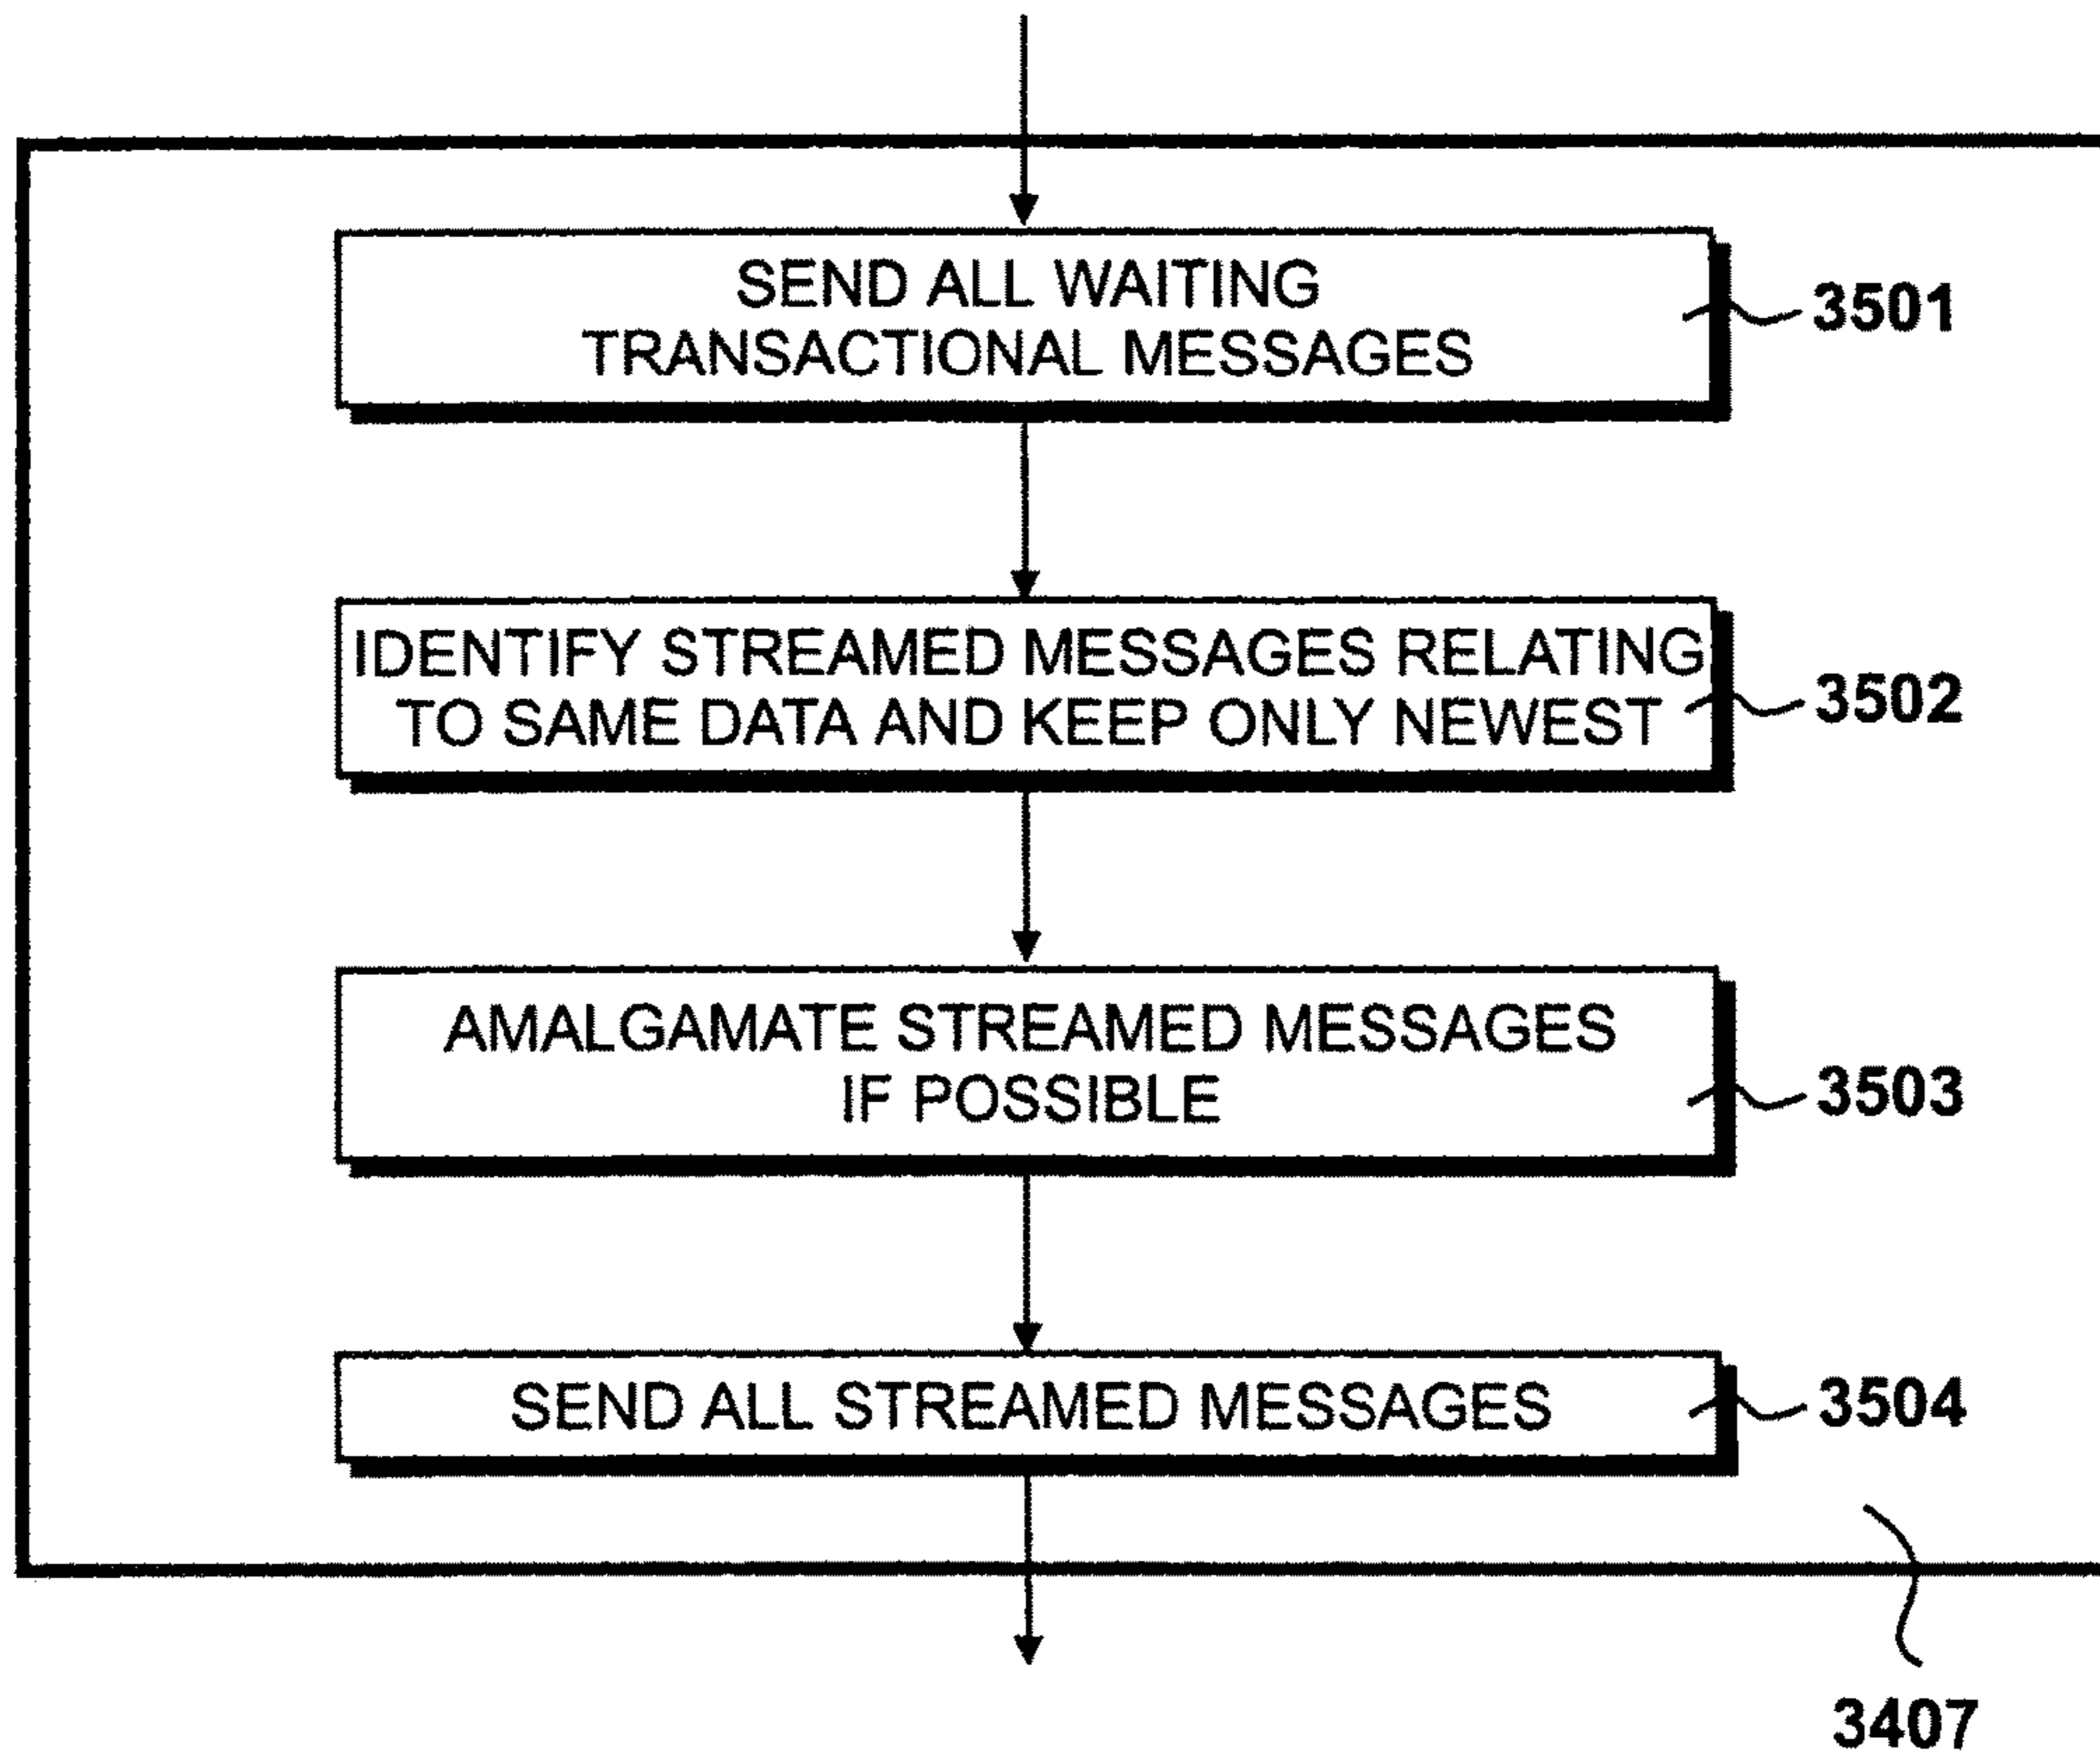 SEND ALL WAITING
TRANSACTIONAL MESSAGES
3501
IDENTIFY STREAMED MESSAGES RELATING
TO SAME DATA AND KEEP ONLY NEWEST
3502
AMALGAMATE STREAMED MESSAGES
IF POSSIBLE
3503
SEND ALL STREAMED MESSAGES
3504
3407